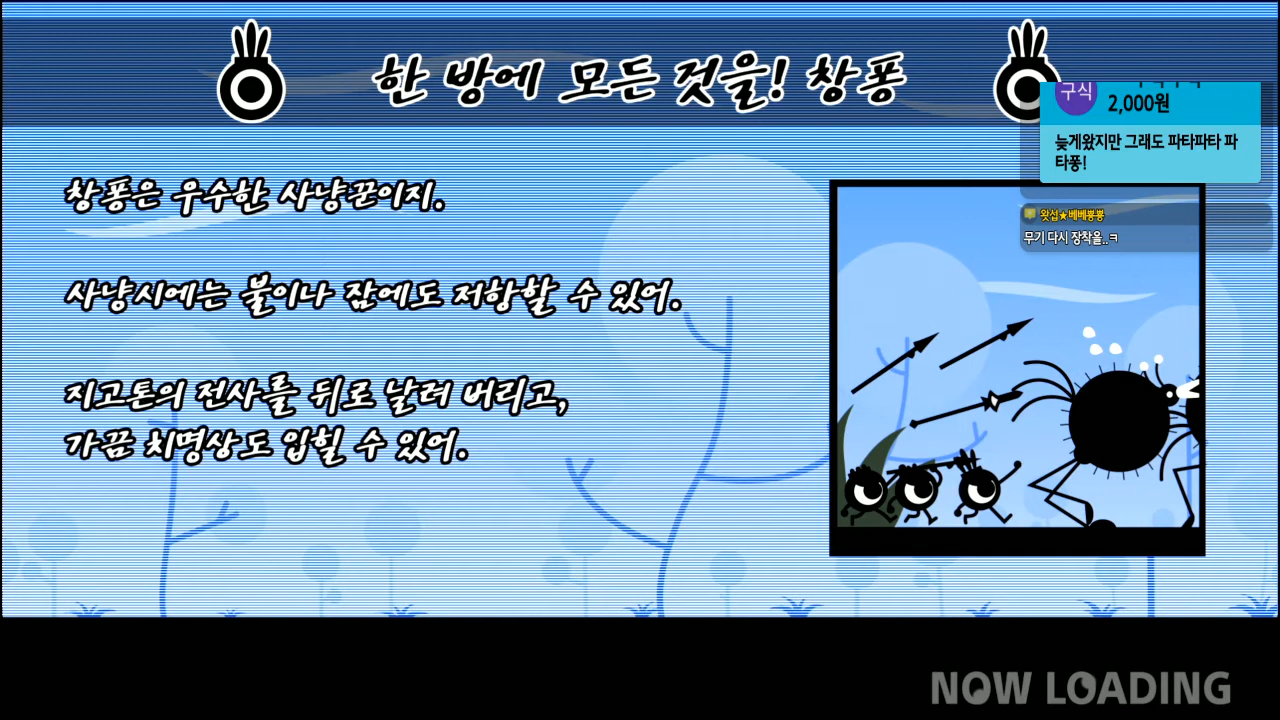 한 방에 모든 것을! 창퐁
구식
2,000원
늦게왔지만 그래도 파타파타 파
타퐁!
왓섭★베베뿡뿡
무기 다시 장착을..ㅋ
창퐁은 우수한 사냥꾼이지.
사냥시에는 불이나 잠에도 저항할 수 있어.
지고톤의 전사를 뒤로 날려 버리고,
가끔 치명상도 입힐 수 있어.
NOW LOADING